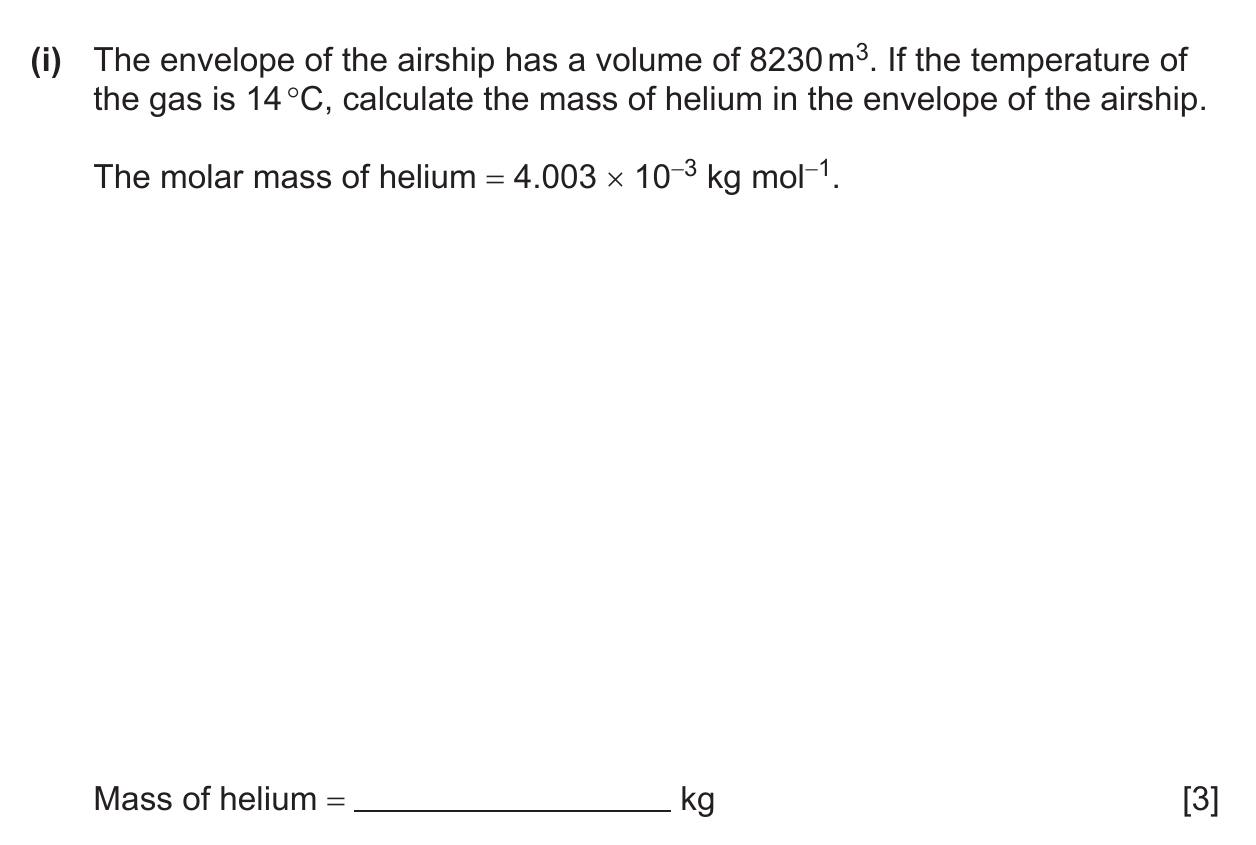 (i) The envelope of the airship has a volume of 8230 m³. If the temperature of
the gas is 14 °C, calculate the mass of helium in the envelope of the airship.
The molar mass of helium = 4.003 × 10⁻³ kg mol⁻¹.
Mass of helium = ____________________ kg [3]